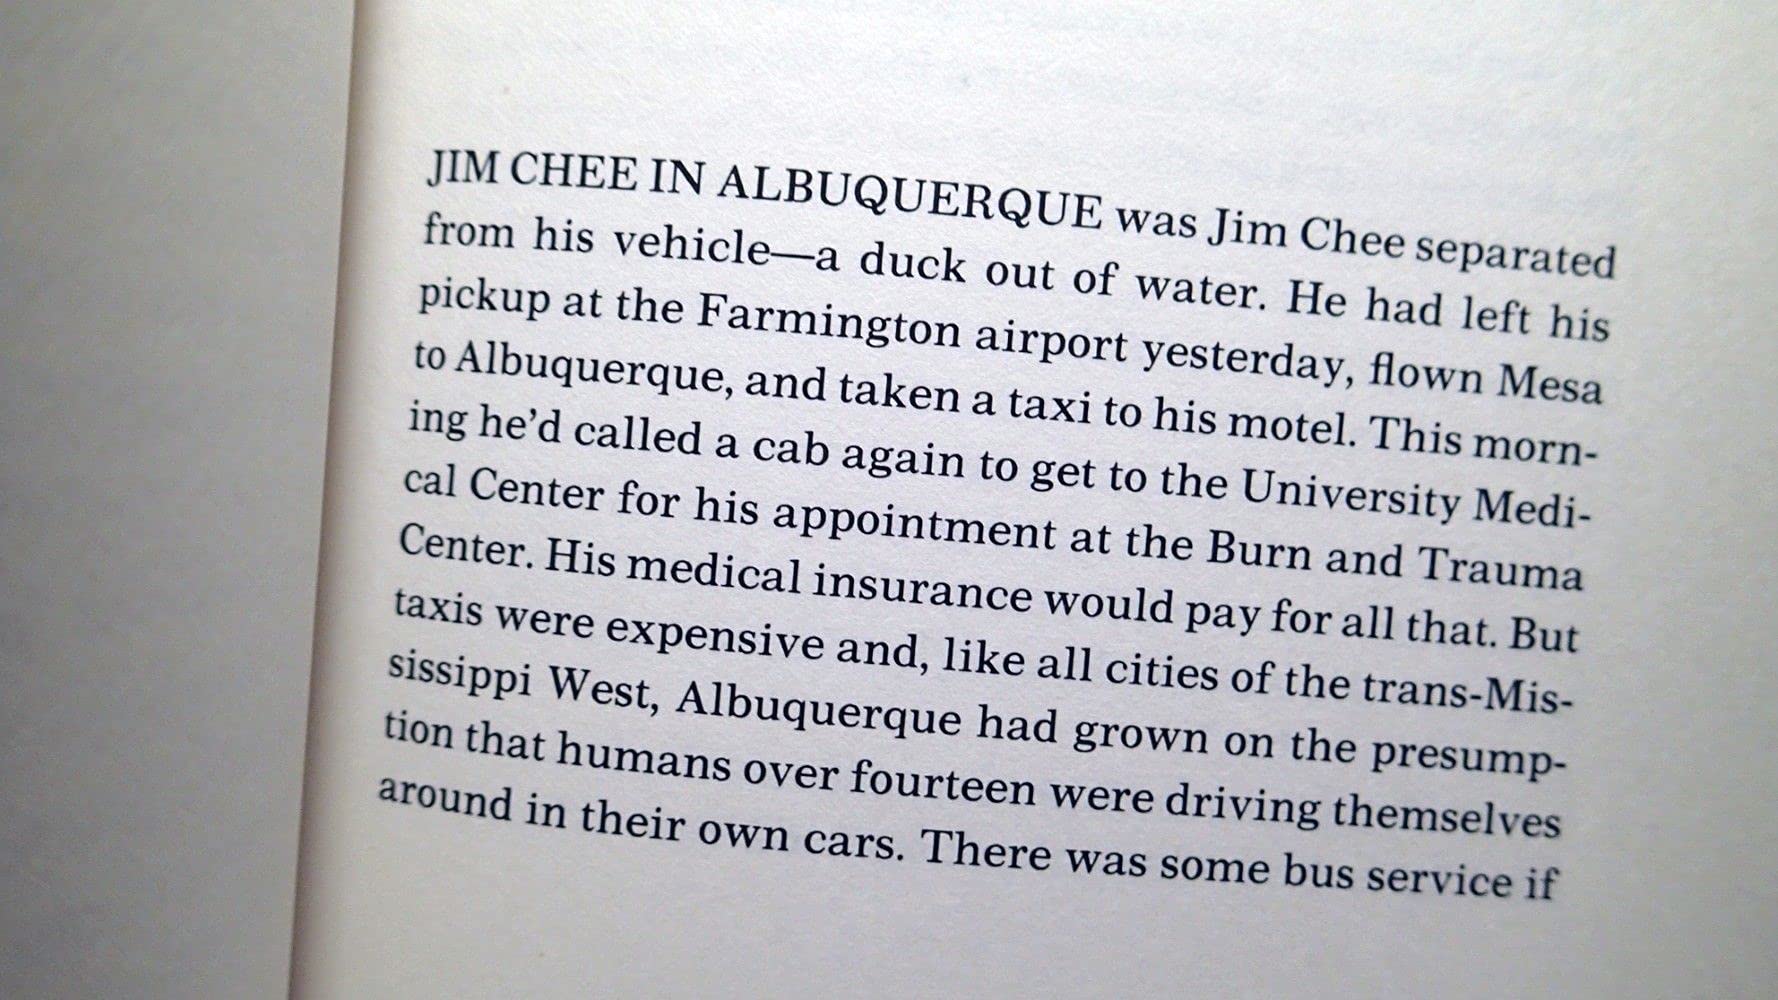 JIM CHEE IN ALBUQUERQUE was Jim Chee separated
from his vehicle—a duck out of water. He had left his
pickup at the Farmington airport yesterday, flown Mesa
to Albuquerque, and taken a taxi to his motel. This morn-
ing he’d called a cab again to get to the University Medi-
cal Center for his appointment at the Burn and Trauma
Center. His medical insurance would pay for all that. But
taxis were expensive and, like all cities of the trans-Mis-
sissippi West, Albuquerque had grown on the presump-
tion that humans over fourteen were driving themselves
around in their own cars. There was some bus service if